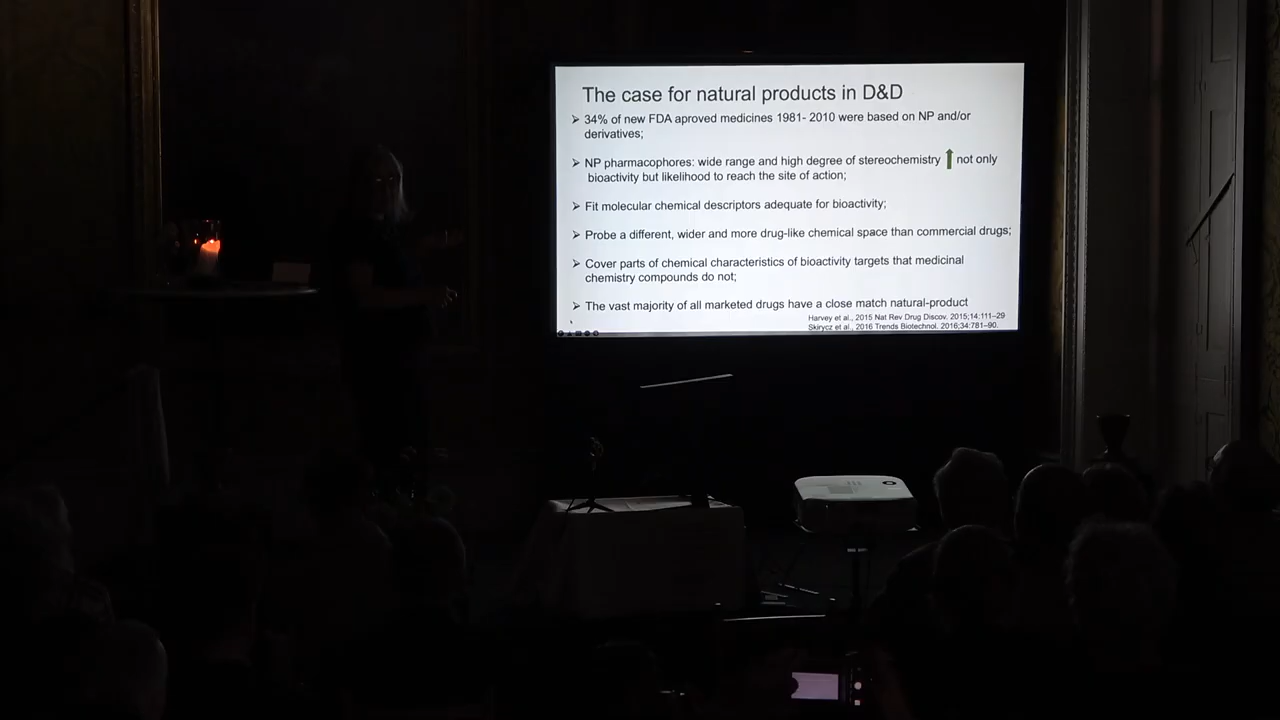 The case for natural products in D&D
➢ 34% of new FDA aproved medicines 1981- 2010 were based on NP and/or
derivatives;
➢ NP pharmacophores: wide range and high degree of stereochemistry ⬆ not only
bioactivity but likelihood to reach the site of action;
➢ Fit molecular chemical descriptors adequate for bioactivity;
➢ Probe a different, wider and more drug-like chemical space than commercial drugs;
➢ Cover parts of chemical characteristics of bioactivity targets that medicinal
chemistry compounds do not;
➢ The vast majority of all marketed drugs have a close match natural-product
Harvey et al., 2015 Nat Rev Drug Discov. 2015;14:111–29
Skirycz et al., 2016 Trends Biotechnol. 2016;34:781–90.